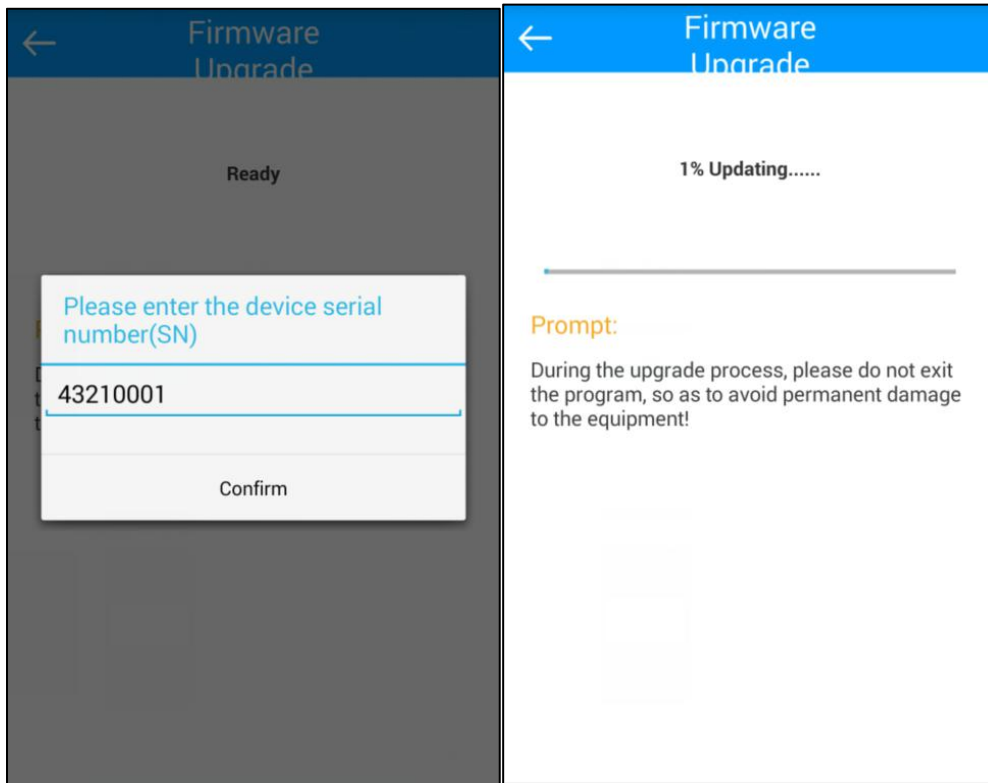 Firmware
Upgrade
Ready
Please enter the device serial
number(SN)
43210001
Confirm
Firmware
Upgrade
1% Updating......
Prompt:
During the upgrade process, please do not exit
the program, so as to avoid permanent damage
to the equipment!